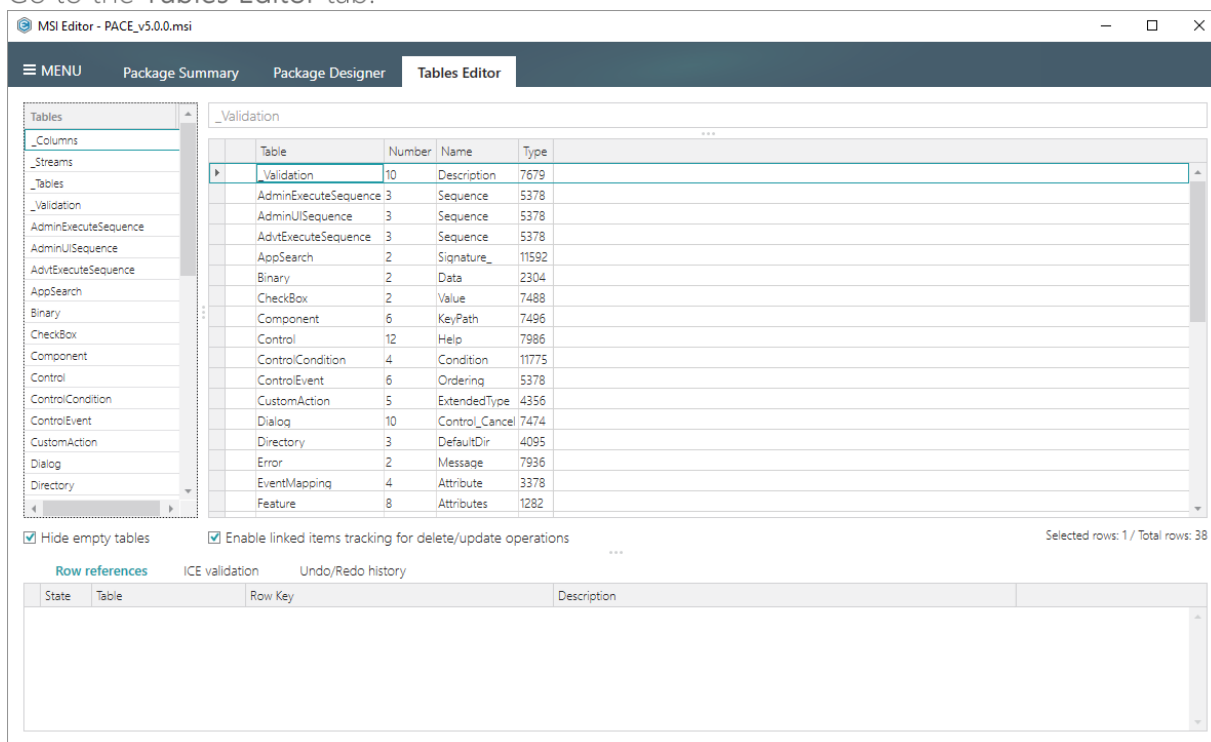 Go to the Tables Editor tab.
MSI Editor - PACE_v5.0.0.msi
MENU Package Summary Package Designer Tables Editor
Tables
_Columns
_Streams
_Tables
_Validation
AdminExecuteSequence
AdminUISequence
AdvtExecuteSequence
AppSearch
Binary
CheckBox
Component
Control
ControlCondition
ControlEvent
CustomAction
Dialog
Directory
_Validation
Table Number Name Type
_Validation 10 Description 7679
AdminExecuteSequence 3 Sequence 5378
AdminUISequence 3 Sequence 5378
AdvtExecuteSequence 3 Sequence 5378
AppSearch 2 Signature_ 11592
Binary 2 Data 2304
CheckBox 2 Value 7488
Component 6 KeyPath 7496
Control 12 Help 7986
ControlCondition 4 Condition 11775
ControlEvent 6 Ordering 5378
CustomAction 5 ExtendedType 4356
Dialog 10 Control_Cancel 7474
Directory 3 DefaultDir 4095
Error 2 Message 7936
EventMapping 4 Attribute 3378
Feature 8 Attributes 1282
Hide empty tables Enable linked items tracking for delete/update operations Selected rows: 1 / Total rows: 38
Row references ICE validation Undo/Redo history
State Table Row Key Description